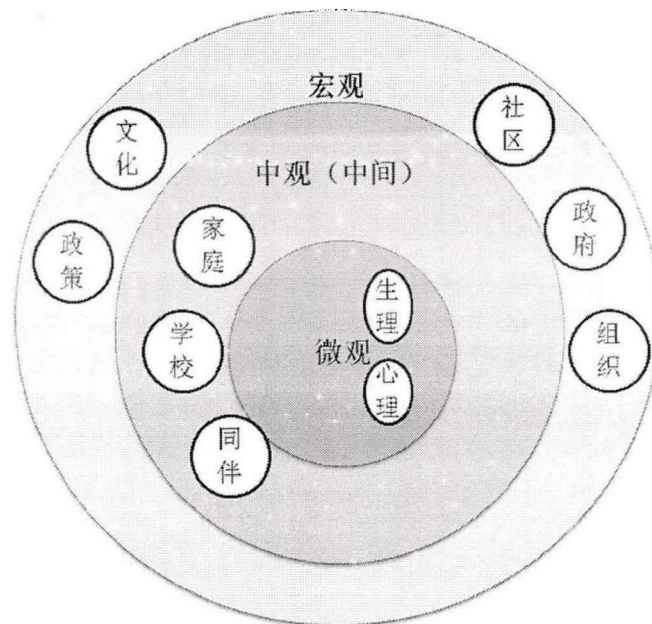 宏观
社区
文化
中观（中间）
政府
家庭
政策
生理
学校
微观
组织
心理
同伴